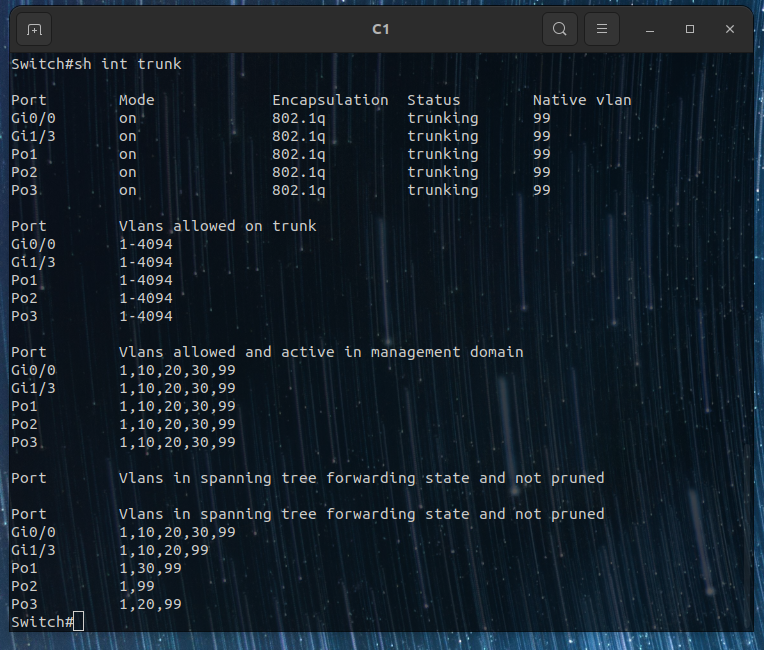 C1
Switch#sh int trunk
Port Mode Encapsulation Status Native vlan
Gi0/0 on 802.1q trunking 99
Gi1/3 on 802.1q trunking 99
Po1 on 802.1q trunking 99
Po2 on 802.1q trunking 99
Po3 on 802.1q trunking 99
Port Vlans allowed on trunk
Gi0/0 1-4094
Gi1/3 1-4094
Po1 1-4094
Po2 1-4094
Po3 1-4094
Port Vlans allowed and active in management domain
Gi0/0 1,10,20,30,99
Gi1/3 1,10,20,30,99
Po1 1,10,20,30,99
Po2 1,10,20,30,99
Po3 1,10,20,30,99
Port Vlans in spanning tree forwarding state and not pruned
Port Vlans in spanning tree forwarding state and not pruned
Gi0/0 1,10,20,30,99
Gi1/3 1,10,20,99
Po1 1,30,99
Po2 1,99
Po3 1,20,99
Switch#